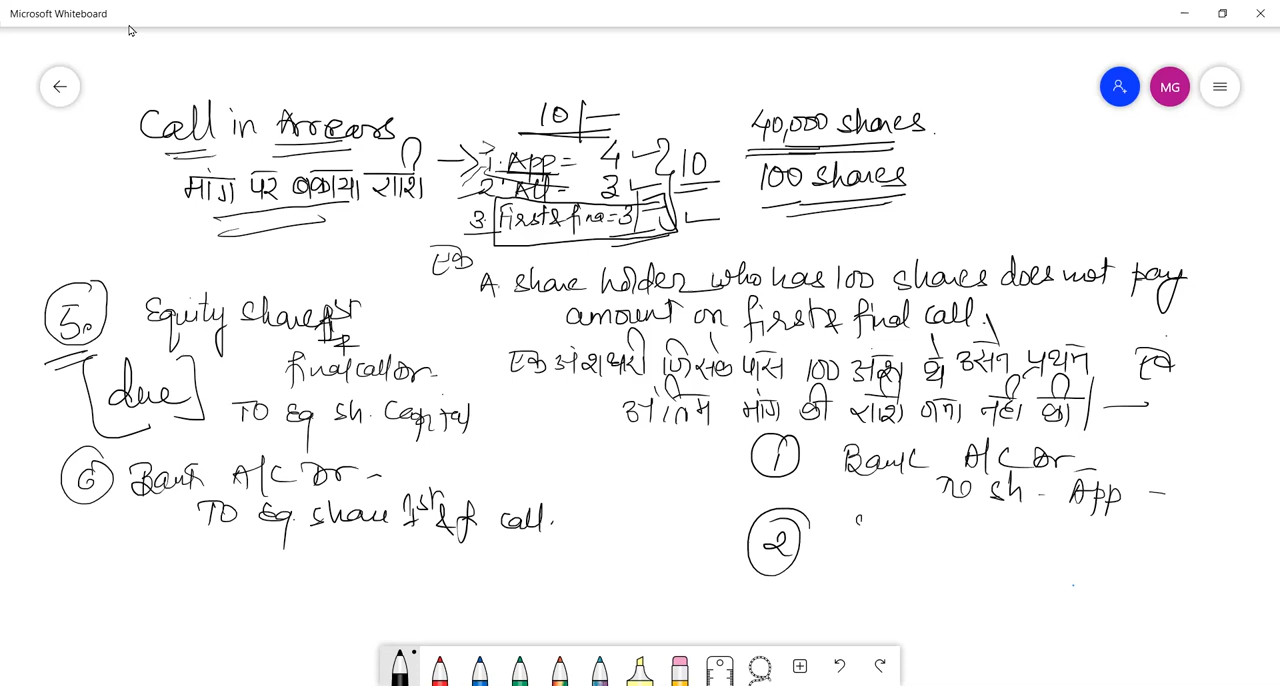 Microsoft Whiteboard
MG
Call in Arrears
मांग पर बकाया राशि
10/-
1. App = 4
2 All = 3
10
3. First & fina = 3
40,000 shares.
100 shares
एक
A share holder who has 100 shares does not pay
amount on first & final call.
एक अंशधारी जिसके पास 100 अंश थे उसने प्रथम एवं
अंतिम मांग की राशि जमा नहीं की।
5. Equity share 1st &
final call Dr -
[due]
TO Eq sh. Capital
6 Bank A/C Dr -
TO Eq. share 1st & f call.
1 Bank A/C Dr -
TO sh - App -
2